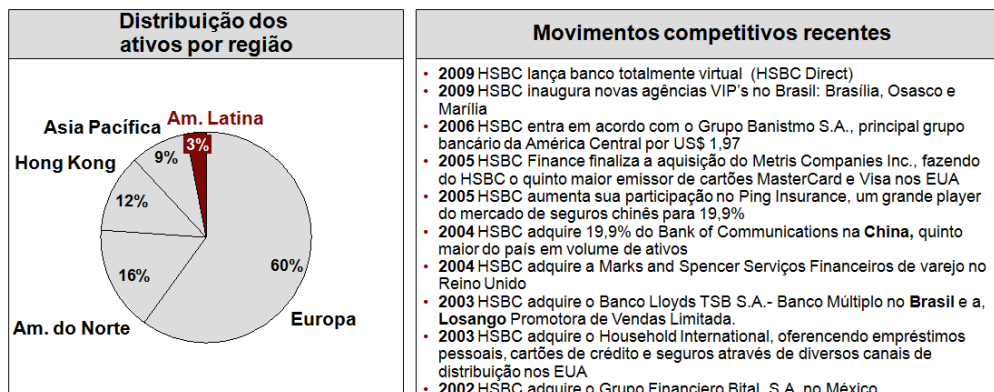 Distribuição dos
ativos por região
Am. Latina
Asia Pacífica
3%
9%
Hong Kong
12%
16%
60%
Europa
Am. do Norte
Movimentos competitivos recentes
• 2009 HSBC lança banco totalmente virtual (HSBC Direct)
• 2009 HSBC inaugura novas agências VIP's no Brasil: Brasília, Osasco e
Marília
• 2006 HSBC entra em acordo com o Grupo Banistmo S.A., principal grupo
bancário da América Central por US$ 1,97
• 2005 HSBC Finance finaliza a aquisição do Metris Companies Inc., fazendo
do HSBC o quinto maior emissor de cartões MasterCard e Visa nos EUA
• 2005 HSBC aumenta sua participação no Ping Insurance, um grande player
do mercado de seguros chinês para 19,9%
• 2004 HSBC adquire 19,9% do Bank of Communications na China, quinto
maior do país em volume de ativos
• 2004 HSBC adquire a Marks and Spencer Serviços Financeiros de varejo no
Reino Unido
• 2003 HSBC adquire o Banco Lloyds TSB S.A.- Banco Múltiplo no Brasil e a,
Losango Promotora de Vendas Limitada.
• 2003 HSBC adquire o Household International, oferencendo empréstimos
pessoais, cartões de crédito e seguros através de diversos canais de
distribuição nos EUA
• 2002 HSBC adquire o Grupo Financiero Bital, S.A. no México